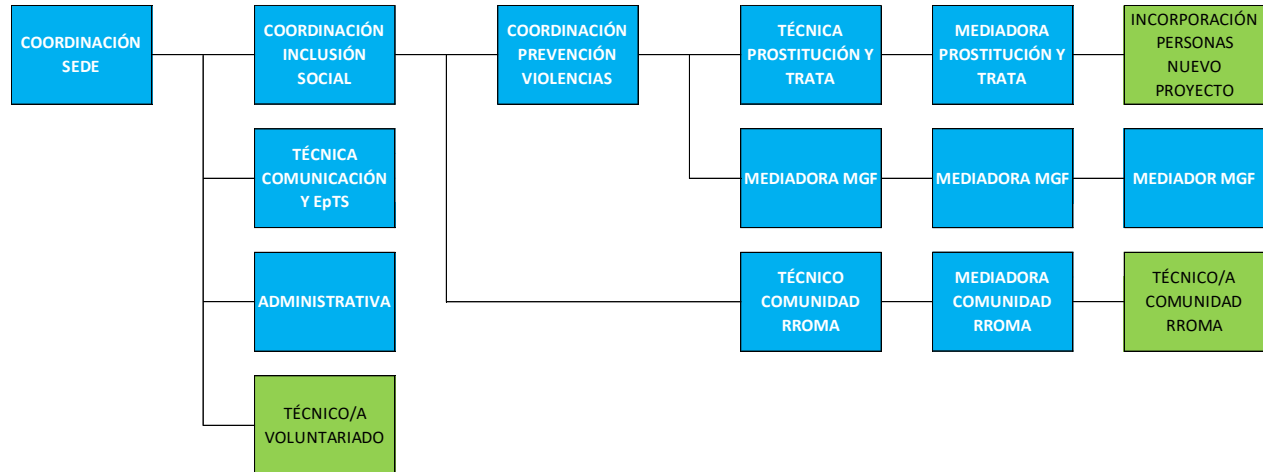 COORDINACIÓN
SEDE
COORDINACIÓN
INCLUSIÓN
SOCIAL
COORDINACIÓN
PREVENCIÓN
VIOLENCIAS
TÉCNICA
PROSTITUCIÓN Y
TRATA
MEDIADORA
PROSTITUCIÓN Y
TRATA
INCORPORACIÓN
PERSONAS
NUEVO
PROYECTO
TÉCNICA
COMUNICACIÓN
Y EpTS
MEDIADORA MGF
MEDIADORA MGF
MEDIADOR MGF
ADMINISTRATIVA
TÉCNICO
COMUNIDAD
RROMA
MEDIADORA
COMUNIDAD
RROMA
TÉCNICO/A
COMUNIDAD
RROMA
TÉCNICO/A
VOLUNTARIADO